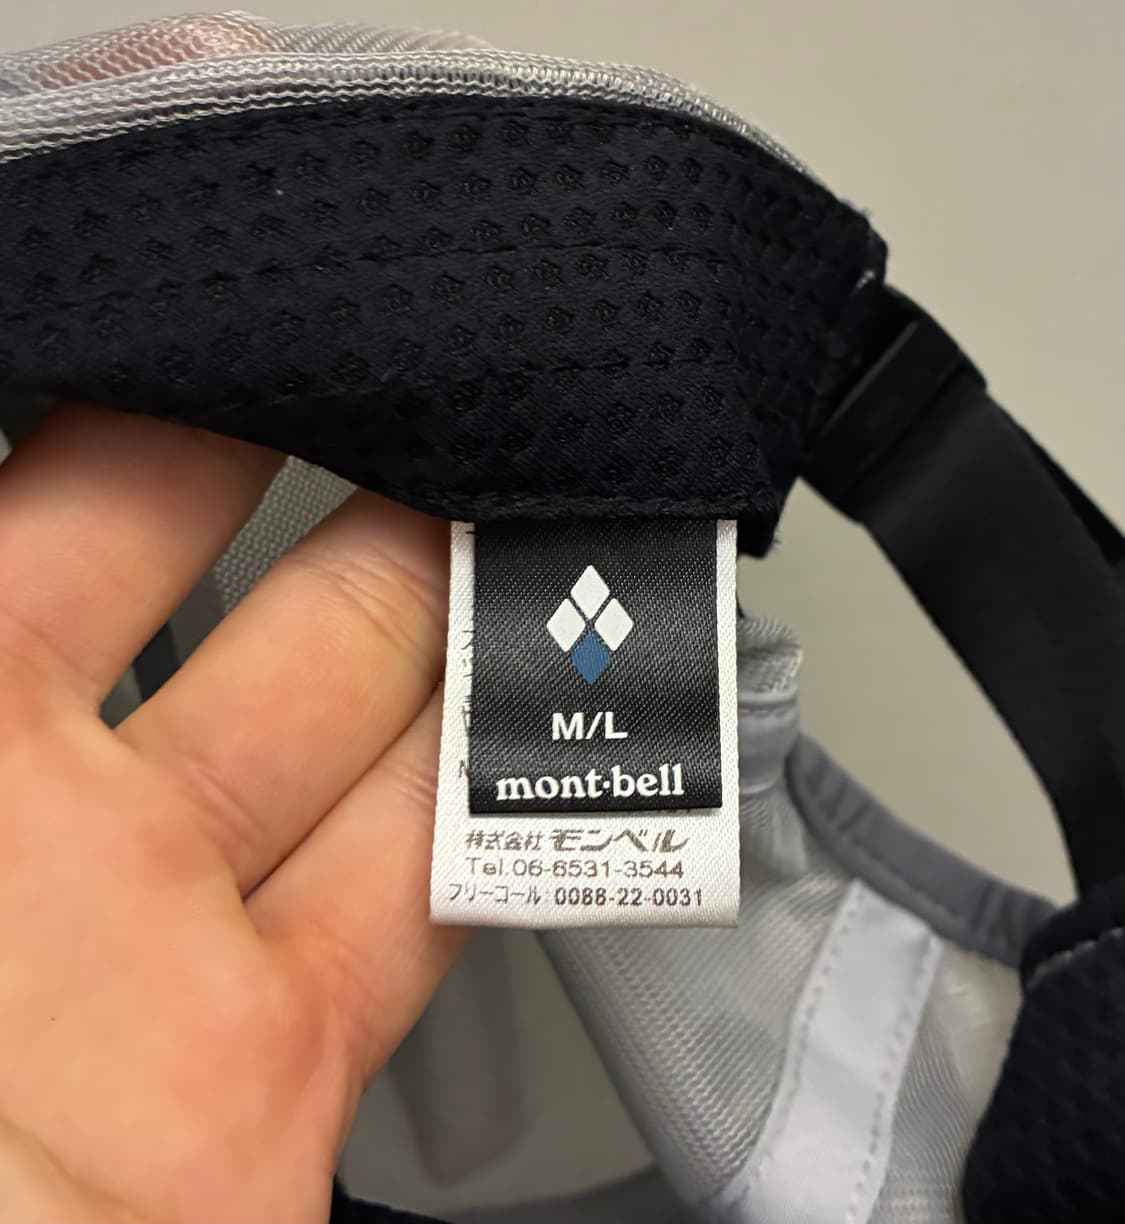 M/L
mont·bell
株式会社 モンベル
Tel.06-6531-3544
フリーコール:0088-22-0031